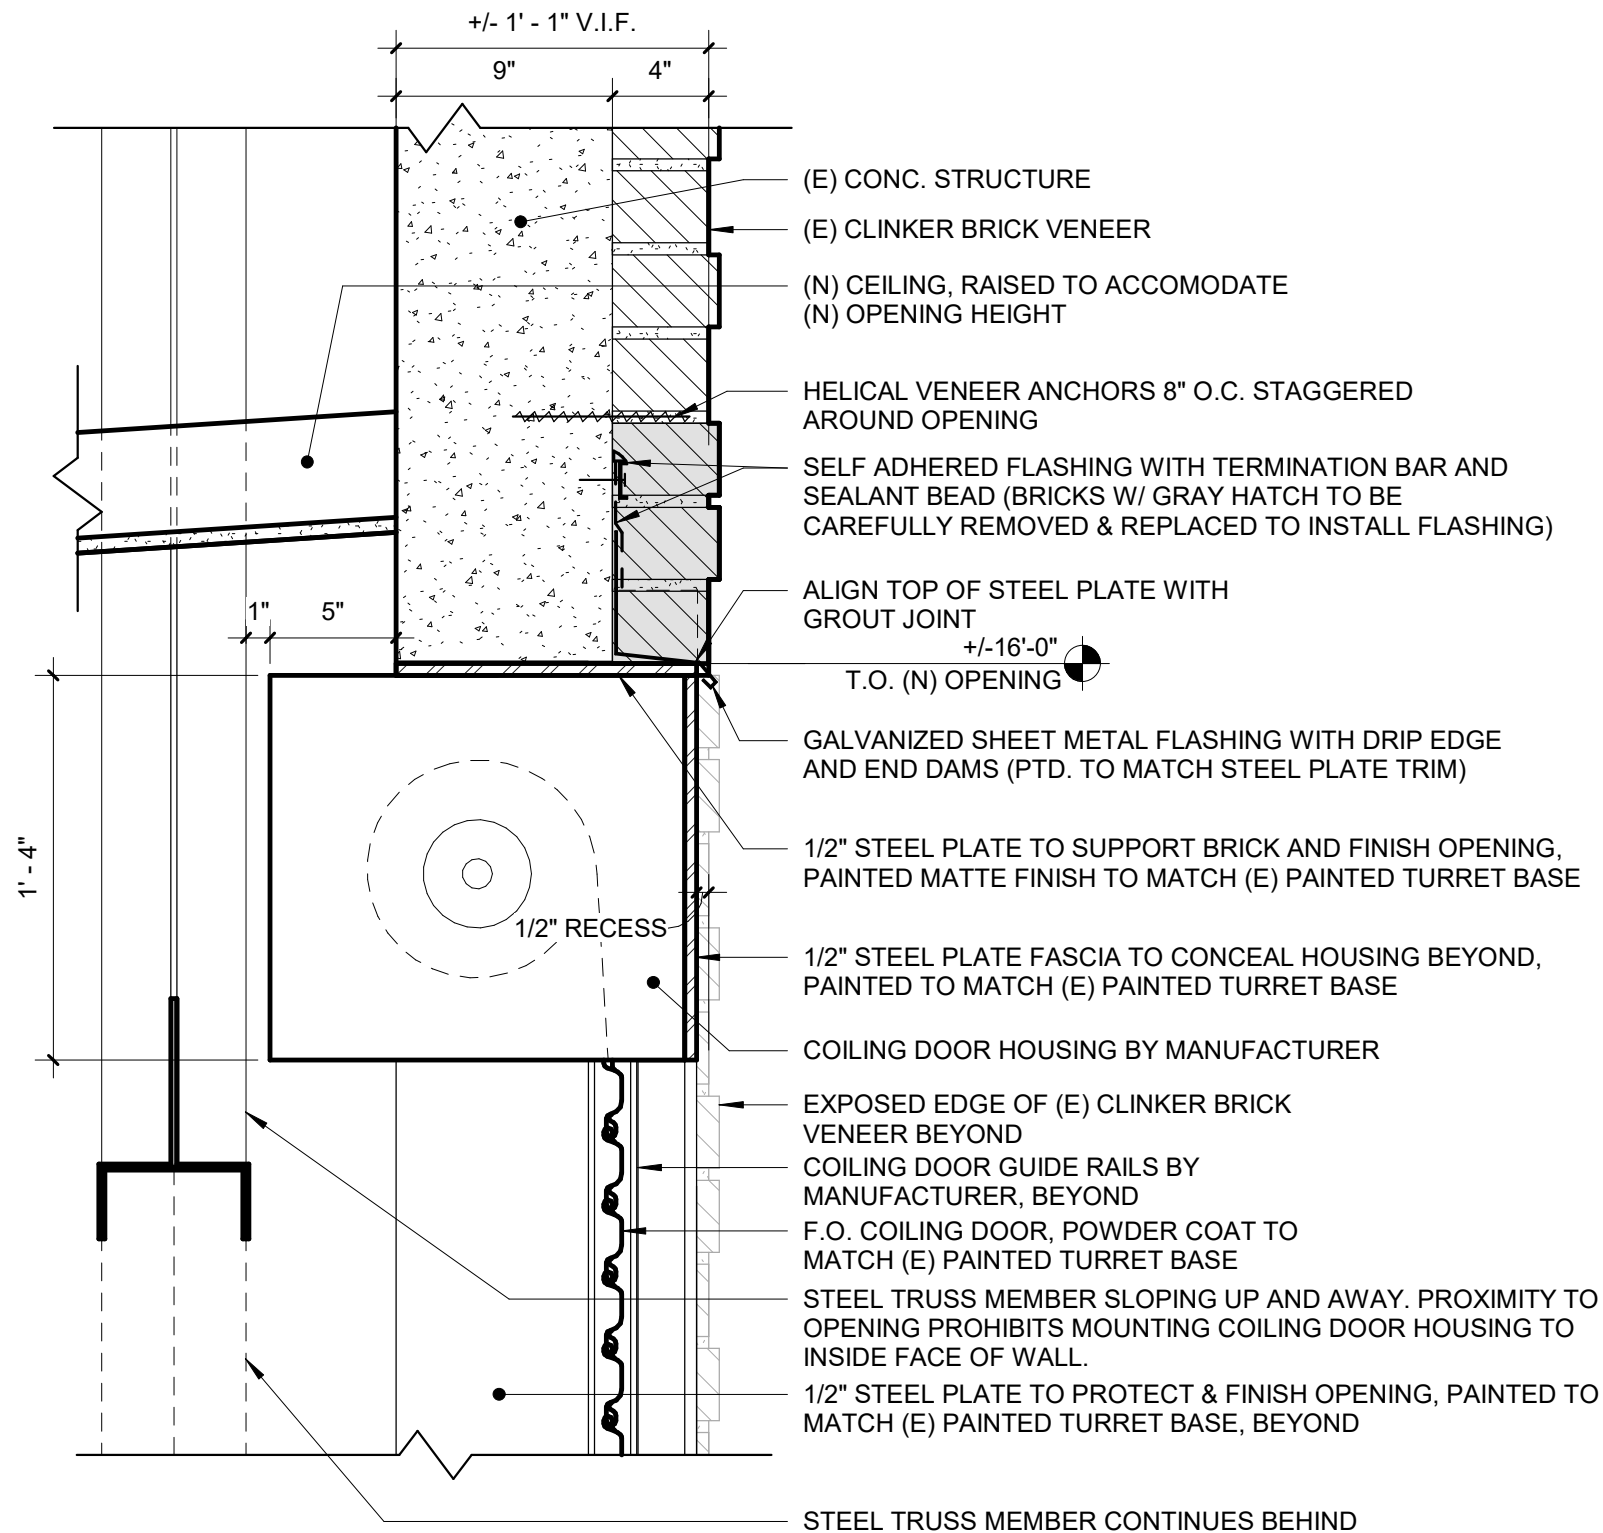 +/- 1' - 1" V.I.F.
9"
4"
(E) CONC. STRUCTURE
(E) CLINKER BRICK VENEER
(N) CEILING, RAISED TO ACCOMODATE
(N) OPENING HEIGHT
HELICAL VENEER ANCHORS 8" O.C. STAGGERED
AROUND OPENING
SELF ADHERED FLASHING WITH TERMINATION BAR AND
SEALANT BEAD (BRICKS W/ GRAY HATCH TO BE
CAREFULLY REMOVED & REPLACED TO INSTALL FLASHING)
ALIGN TOP OF STEEL PLATE WITH
GROUT JOINT
1"
5"
+/-16'-0"
T.O. (N) OPENING
GALVANIZED SHEET METAL FLASHING WITH DRIP EDGE
AND END DAMS (PTD. TO MATCH STEEL PLATE TRIM)
1' - 4"
1/2" STEEL PLATE TO SUPPORT BRICK AND FINISH OPENING,
PAINTED MATTE FINISH TO MATCH (E) PAINTED TURRET BASE
1/2" RECESS
1/2" STEEL PLATE FASCIA TO CONCEAL HOUSING BEYOND,
PAINTED TO MATCH (E) PAINTED TURRET BASE
COILING DOOR HOUSING BY MANUFACTURER
EXPOSED EDGE OF (E) CLINKER BRICK
VENEER BEYOND
COILING DOOR GUIDE RAILS BY
MANUFACTURER, BEYOND
F.O. COILING DOOR, POWDER COAT TO
MATCH (E) PAINTED TURRET BASE
STEEL TRUSS MEMBER SLOPING UP AND AWAY. PROXIMITY TO
OPENING PROHIBITS MOUNTING COILING DOOR HOUSING TO
INSIDE FACE OF WALL.
1/2" STEEL PLATE TO PROTECT & FINISH OPENING, PAINTED TO
MATCH (E) PAINTED TURRET BASE, BEYOND
STEEL TRUSS MEMBER CONTINUES BEHIND